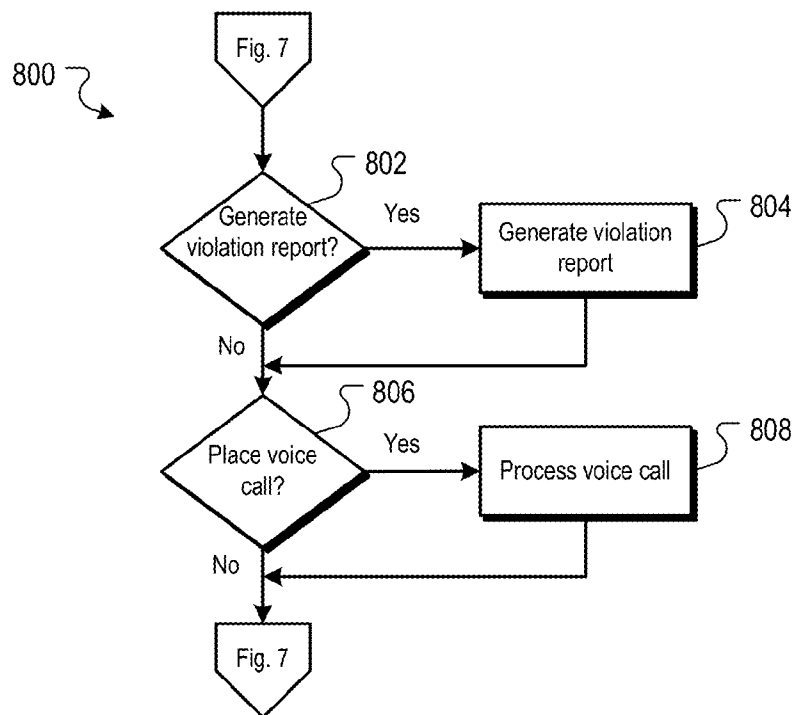 Fig. 7
800
802
Generate
violation report?
Yes
804
Generate violation
report
No
806
Place voice
call?
Yes
808
Process voice call
No
Fig. 7